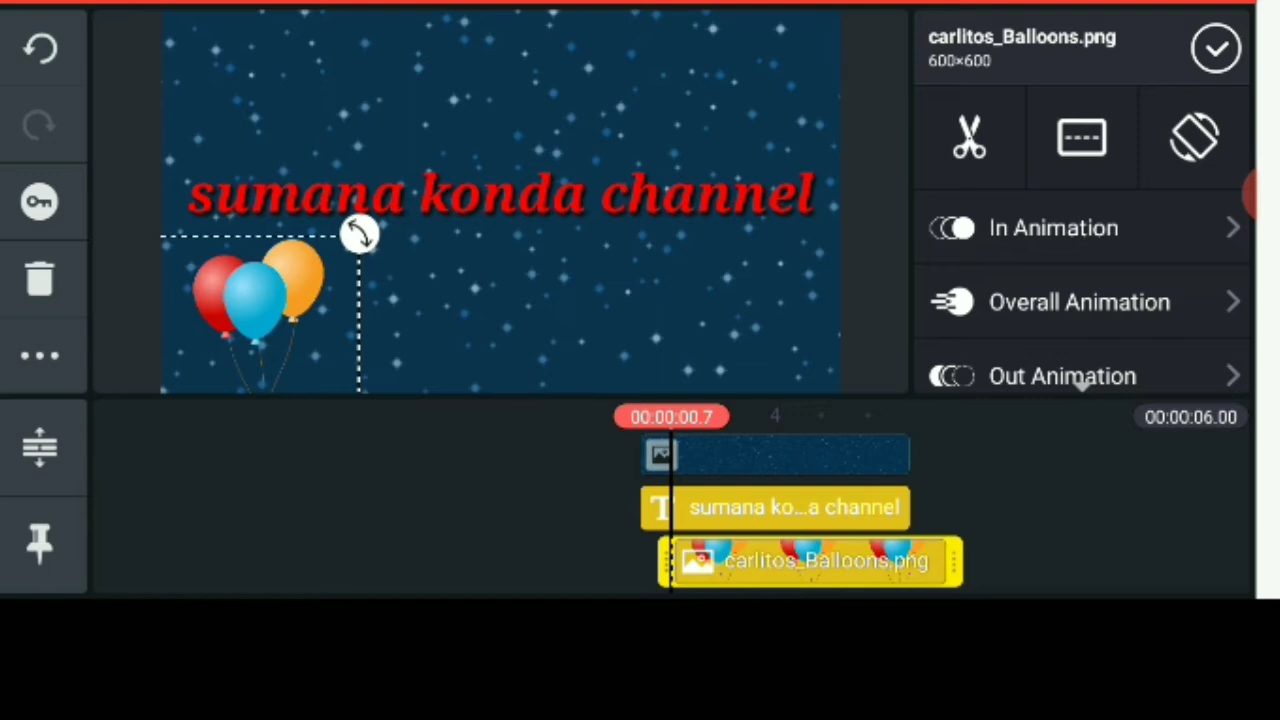 carlitos_Balloons.png
600×600
sumana konda channel
In Animation
Overall Animation
Out Animation
00:00:00.7
4
00:00:06.00
T
sumana ko...a channel
carlitos_Balloons.png